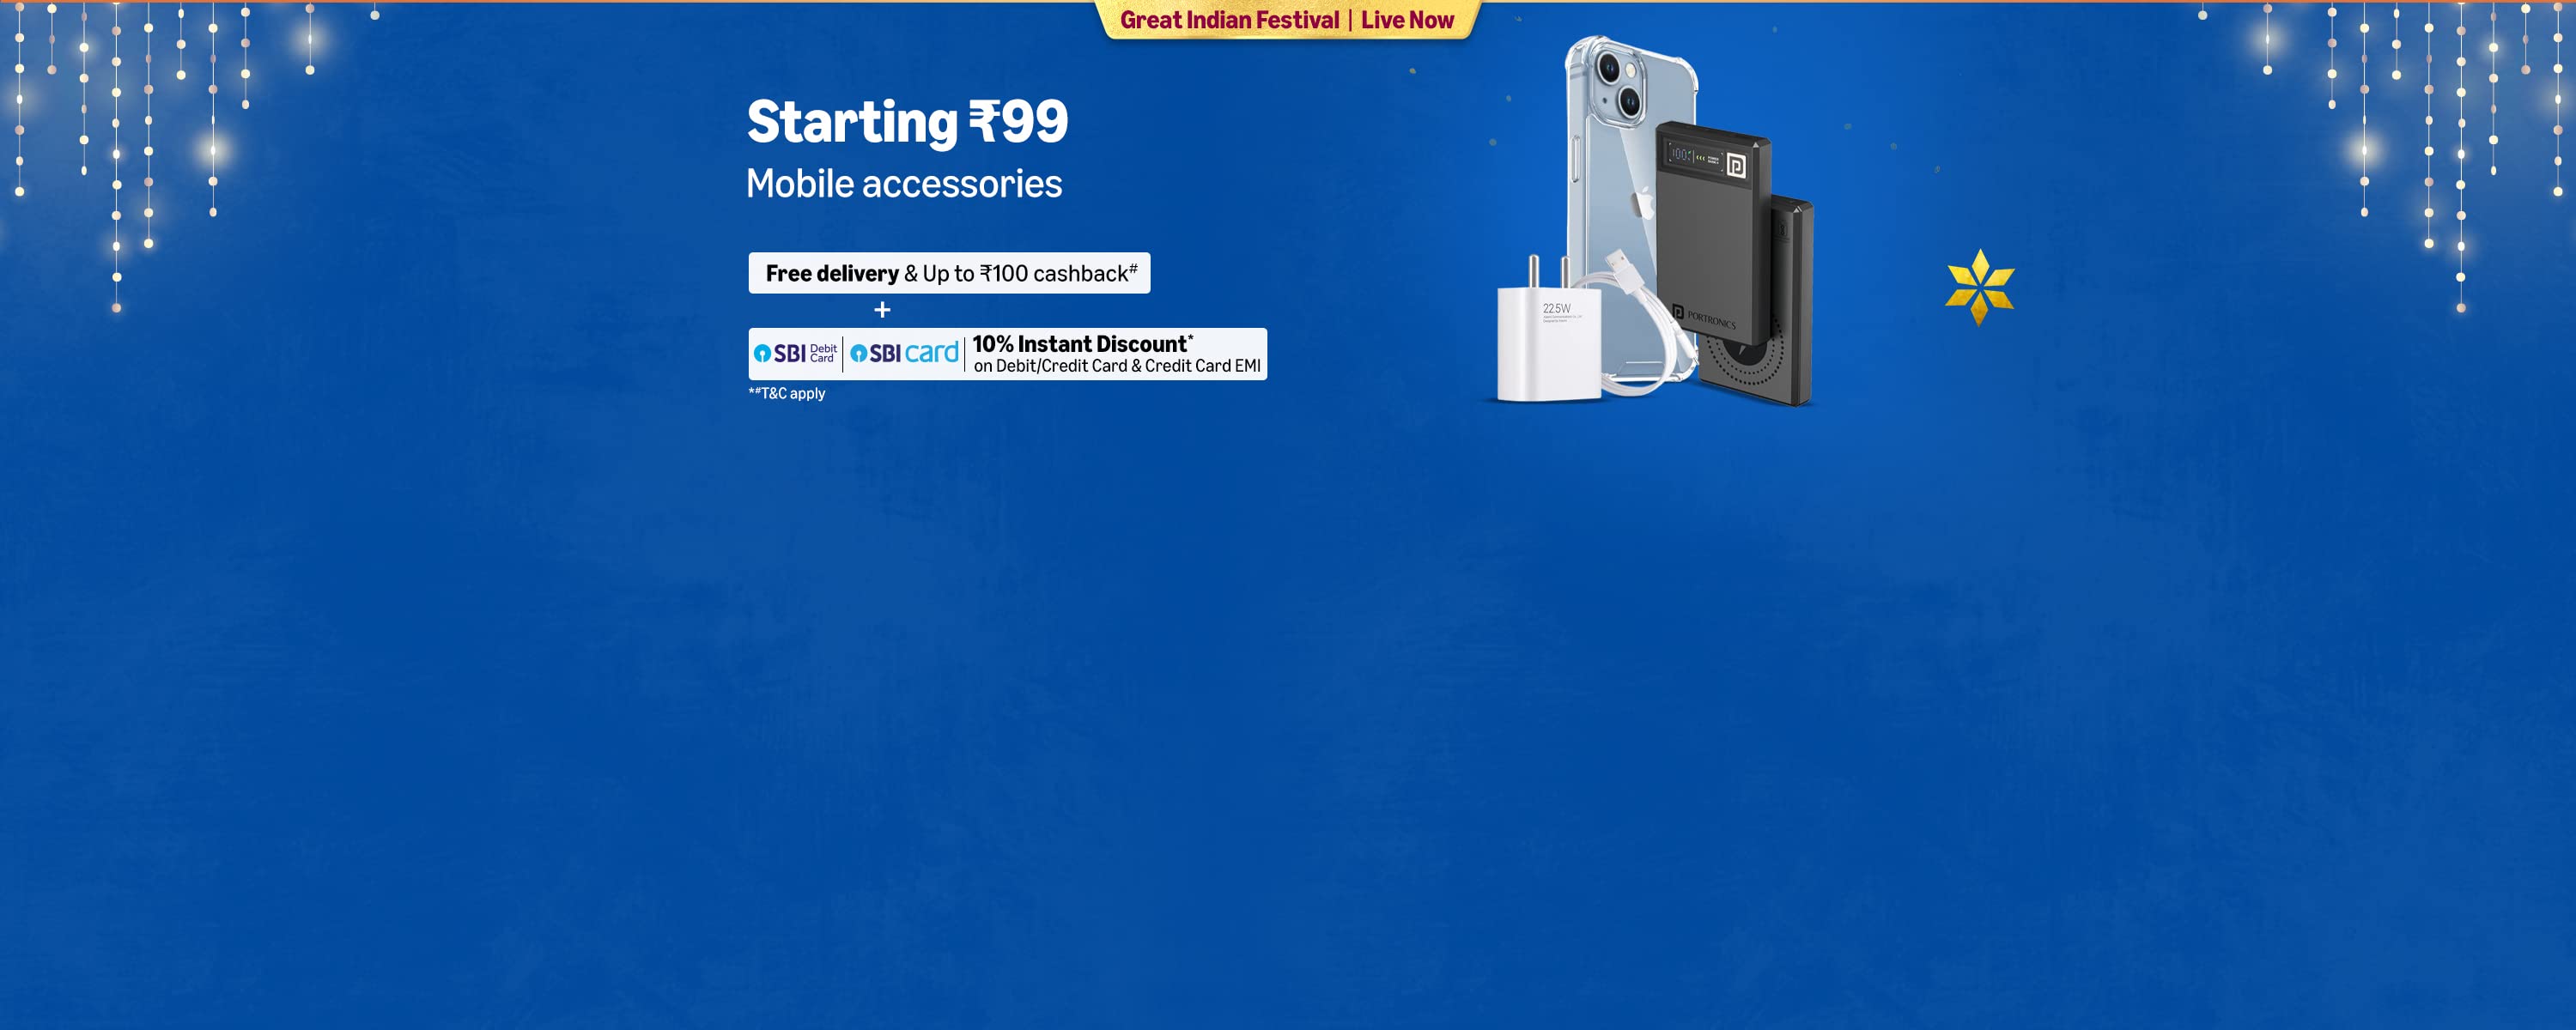 Great Indian Festival | Live Now
Starting ₹99
Mobile accessories
Free delivery & Up to ₹100 cashback#
+
SBI Debit Card | SBI card | 10% Instant Discount*
on Debit/Credit Card & Credit Card EMI
*#T&C apply
22.5W
PORTRONICS